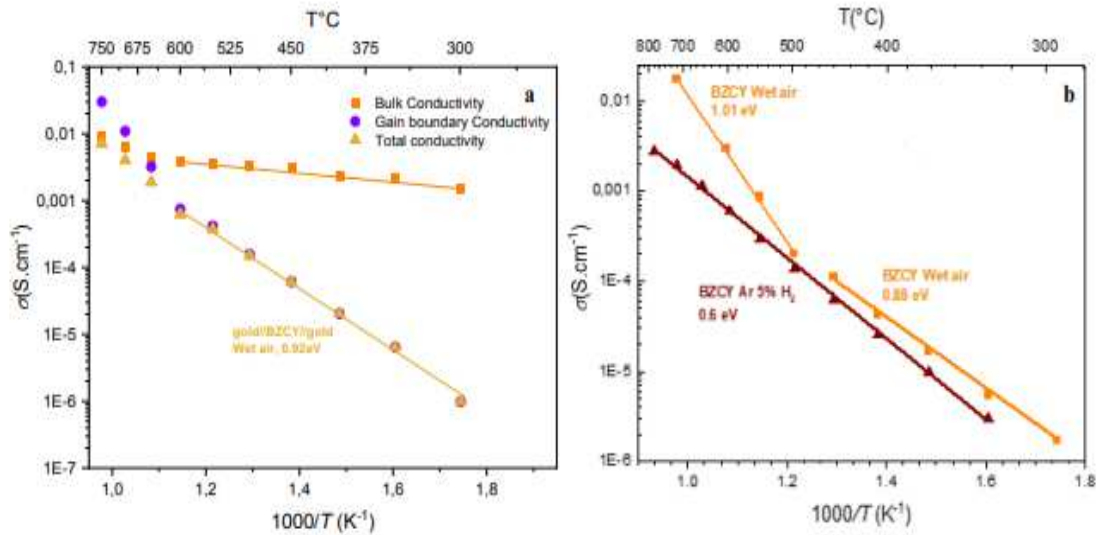 T°C
750 675 600 525 450 375 300
0,1
0,01
0,001
1E-4
1E-5
1E-6
1E-7
σ(S.cm⁻¹)
a
Bulk Conductivity
Gain boundary Conductivity
Total conductivity
gold//BZCY//gold
Wet air, 0.92eV
1,0 1,2 1,4 1,6 1,8
1000/T (K⁻¹)
T(°C)
800 700 600 500 400 300
0,01
0,001
1E-4
1E-5
1E-6
σ(S.cm⁻¹)
b
BZCY Wet air
1.01 eV
BZCY Wet air
eV
BZCY Ar 5% H₂
0.6 eV
1.0 1.2 1.4 1.6 1.8
1000/T (K⁻¹)